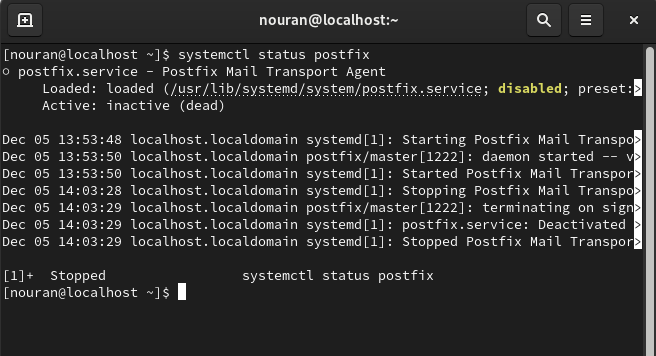 nouran@localhost:~
[nouran@localhost ~]$ systemctl status postfix
○ postfix.service - Postfix Mail Transport Agent
     Loaded: loaded (/usr/lib/systemd/system/postfix.service; disabled; preset:>
     Active: inactive (dead)

Dec 05 13:53:48 localhost.localdomain systemd[1]: Starting Postfix Mail Transpo>
Dec 05 13:53:50 localhost.localdomain postfix/master[1222]: daemon started -- v>
Dec 05 13:53:50 localhost.localdomain systemd[1]: Started Postfix Mail Transpor>
Dec 05 14:03:28 localhost.localdomain systemd[1]: Stopping Postfix Mail Transpo>
Dec 05 14:03:29 localhost.localdomain postfix/master[1222]: terminating on sign>
Dec 05 14:03:29 localhost.localdomain systemd[1]: postfix.service: Deactivated >
Dec 05 14:03:29 localhost.localdomain systemd[1]: Stopped Postfix Mail Transpor>

[1]+  Stopped                 systemctl status postfix
[nouran@localhost ~]$